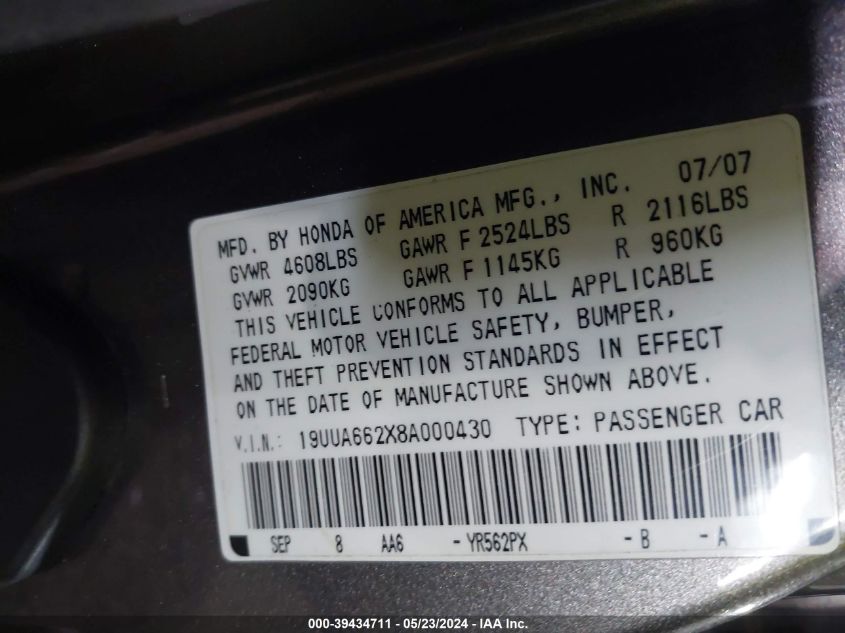 MFD. BY HONDA OF AMERICA MFG., INC. 07/07
GVWR 4608LBS GAWR F 2524LBS R 2116LBS
GVWR 2090KG GAWR F 1145KG R 960KG
THIS VEHICLE CONFORMS TO ALL APPLICABLE
FEDERAL MOTOR VEHICLE SAFETY, BUMPER,
AND THEFT PREVENTION STANDARDS IN EFFECT
ON THE DATE OF MANUFACTURE SHOWN ABOVE.
V.I.N.: 19UUA662X8A000430 TYPE: PASSENGER CAR
SEP 8 AA6 - YR562PX - B - A
000-39434711 - 05/23/2024 - IAA Inc.